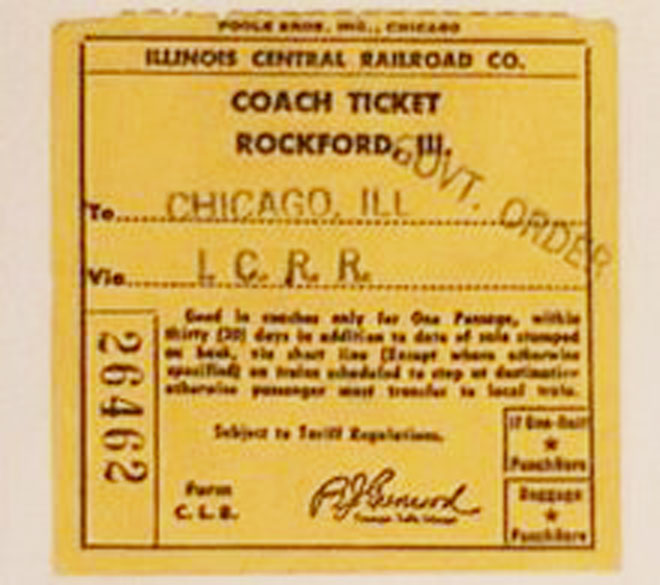 POOLE BROS. INC., CHICAGO
ILLINOIS CENTRAL RAILROAD CO.
COACH TICKET
ROCKFORD, Ill.
GOVT. ORDER
To CHICAGO, ILL
Via I. C. R. R.
Good in coaches only for One Passage, within
thirty (30) days in addition to date of sale stamped
on back, via short line (Except where otherwise
specified) on trains scheduled to stop at destination
otherwise passenger must transfer to local train.
Subject to Tariff Regulations.
26462
Form
C. L. R.
Passenger Traffic Manager
If One-Half
★
Punch Here
Baggage
★
Punch Here